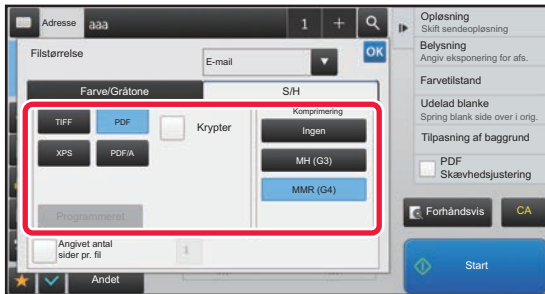 Adresse aaa 1 +
Filstørrelse
E-mail
OK
Farve/Gråtone
S/H
TIFF
PDF
Krypter
XPS
PDF/A
Programmeret
Komprimering
Ingen
MH (G3)
MMR (G4)
Angivet antal
sider pr. fil
1
Andet
Opløsning
Skift sendeopløsning
Belysning
Angiv eksponering for afs.
Farvetilstand
Udelad blanke
Spring blank side over i orig.
Tilpasning af baggrund
PDF
Skævhedsjustering
Forhåndsvis
CA
Start